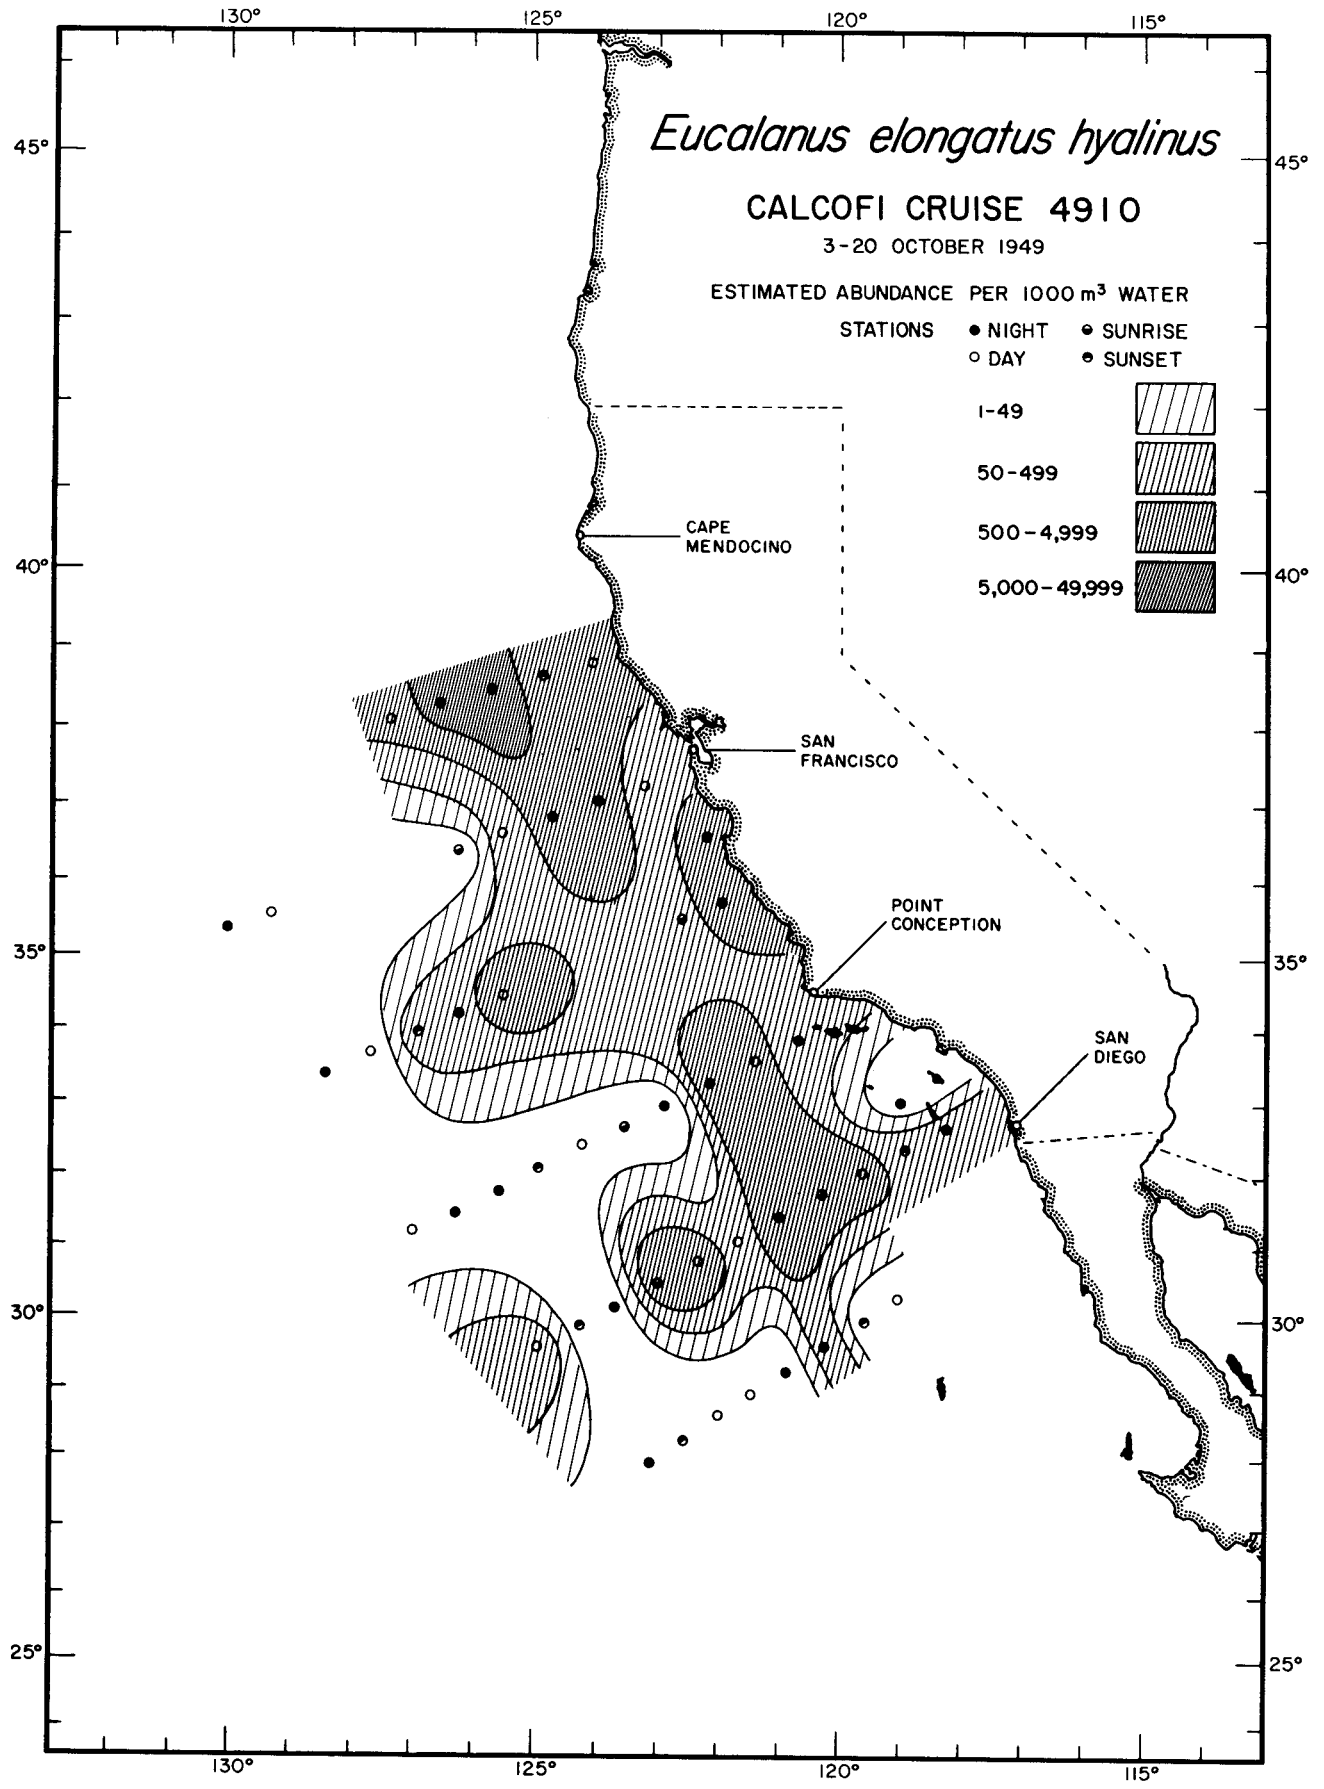 130° 125° 120° 115°
45° 45°
Eucalanus elongatus hyalinus
CALCOFI CRUISE 4910
3-20 OCTOBER 1949
ESTIMATED ABUNDANCE PER 1000 m³ WATER
STATIONS ● NIGHT SUNRISE
○ DAY SUNSET
1-49
50-499
500-4,999
5,000-49,999
CAPE
MENDOCINO
40° 40°
SAN
FRANCISCO
POINT
CONCEPTION
35° 35°
SAN
DIEGO
30° 30°
25° 25°
130° 125° 120° 115°